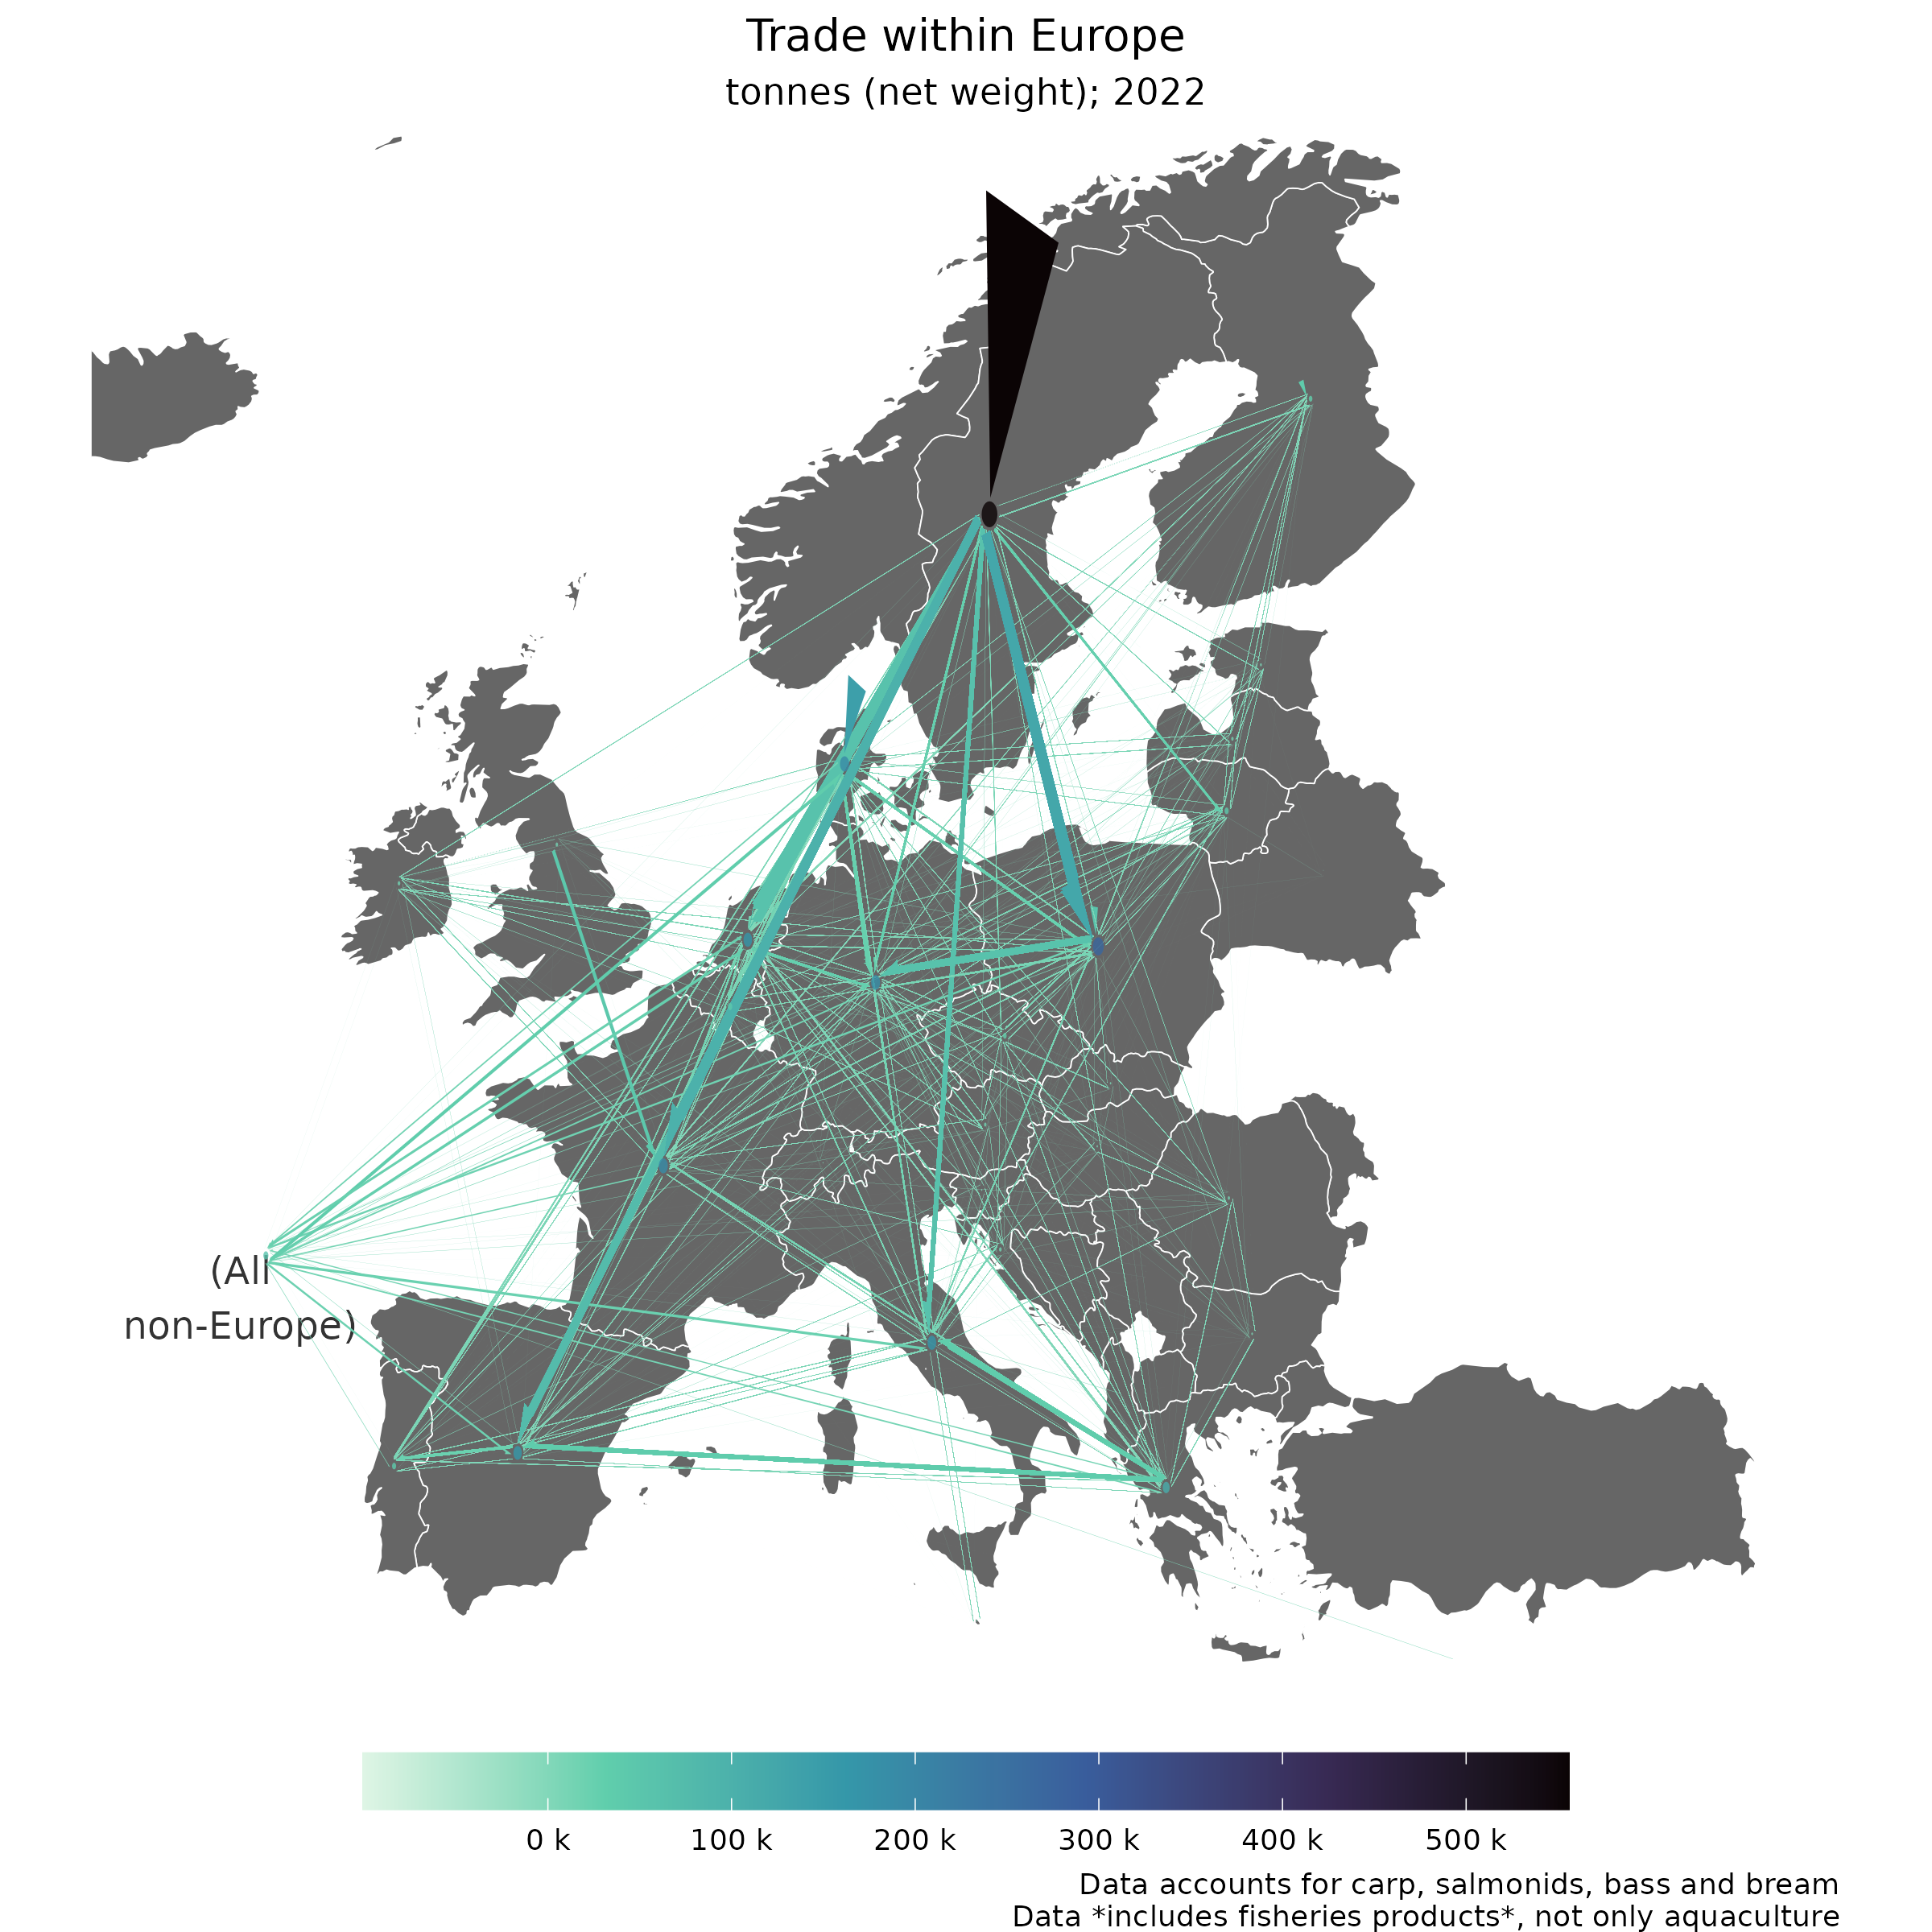 Trade within Europe
tonnes (net weight); 2022
(All
non-Europe)
0 k 100 k 200 k 300 k 400 k 500 k
Data accounts for carp, salmonids, bass and bream
Data *includes fisheries products*, not only aquaculture